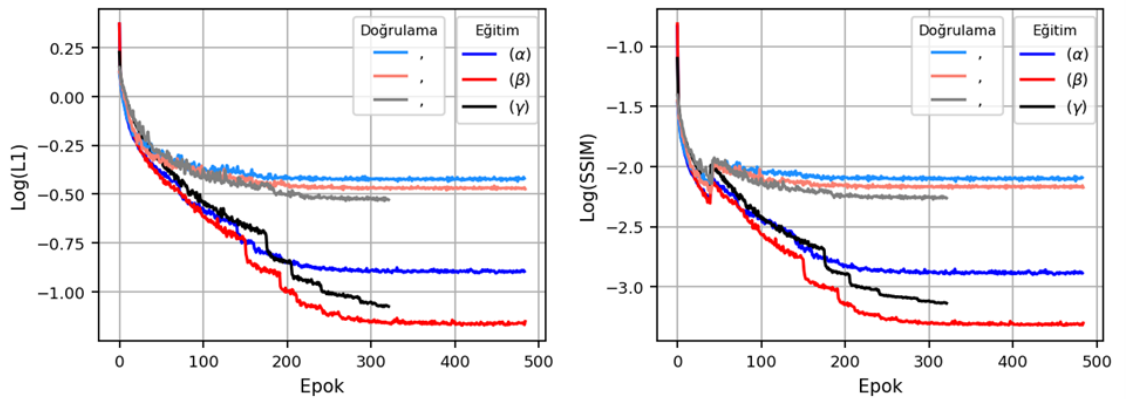 Doğrulama Eğitim
, (α)
, (β)
, (γ)
0.25
0.00
−0.25
−0.50
−0.75
−1.00
Log(L1)
0 100 200 300 400 500
Epok
Doğrulama Eğitim
, (α)
, (β)
, (γ)
−1.0
−1.5
−2.0
−2.5
−3.0
Log(SSIM)
0 100 200 300 400 500
Epok